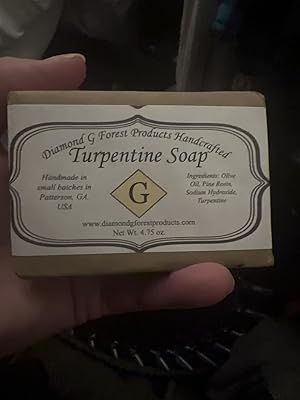 Diamond G Forest Products Handcrafted
Turpentine Soap
Handmade in
small batches in
Patterson, GA.
USA
G
Ingredients: Olive
Oil, Pine Rosin,
Sodium Hydroxide,
Turpentine
www.diamondgforestproducts.com
Net Wt. 4.75 oz.